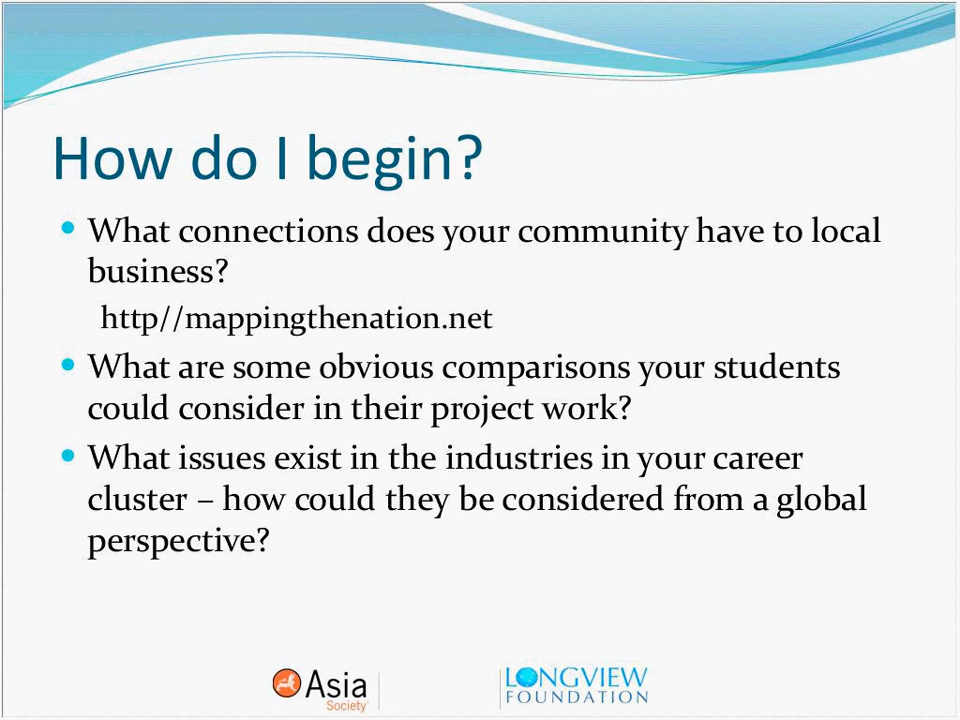 How do I begin?
What connections does your community have to local
business?
http//mappingthenation.net
What are some obvious comparisons your students
could consider in their project work?
What issues exist in the industries in your career
cluster – how could they be considered from a global
perspective?
Asia
Society
LONGVIEW
FOUNDATION